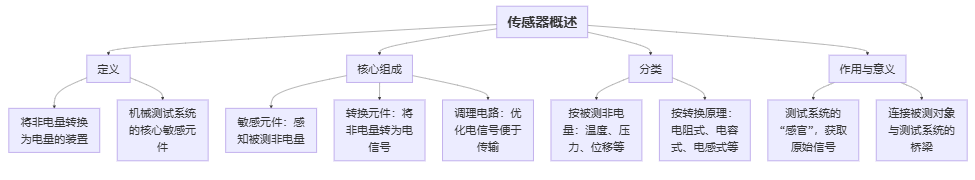 传感器概述
定义
核心组成
分类
作用与意义
将非电量转换
为电量的装置
机械测试系统
的核心敏感元
件
敏感元件：感
知被测非电量
转换元件：将
非电量转为电
信号
调理电路：优
化电信号便于
传输
按被测非电
量：温度、压
力、位移等
按转换原理：
电阻式、电容
式、电感式等
测试系统的
“感官”，获取
原始信号
连接被测对象
与测试系统的
桥梁